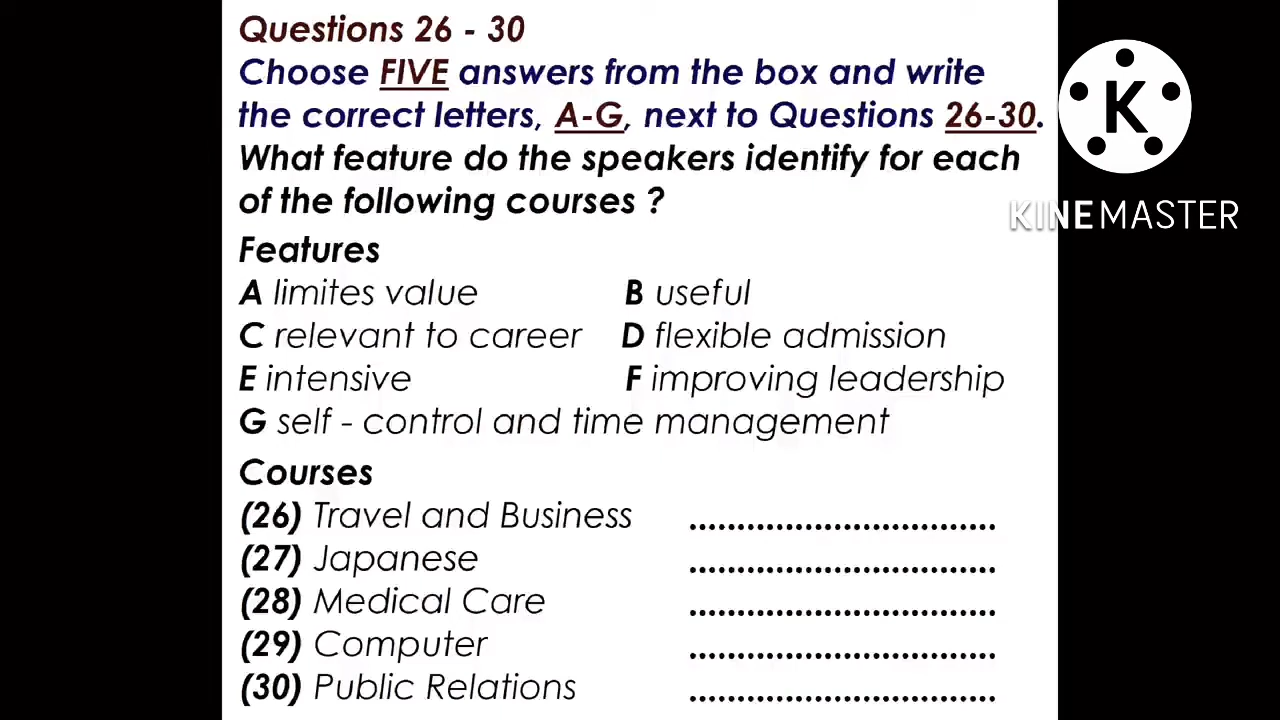 Questions 26 - 30
Choose FIVE answers from the box and write
the correct letters, A-G, next to Questions 26-30.
What feature do the speakers identify for each
of the following courses ?
Features
A limites value B useful
C relevant to career D flexible admission
E intensive F improving leadership
G self - control and time management
Courses
(26) Travel and Business ................................
(27) Japanese ................................
(28) Medical Care ................................
(29) Computer ................................
(30) Public Relations ................................
K
KINEMASTER